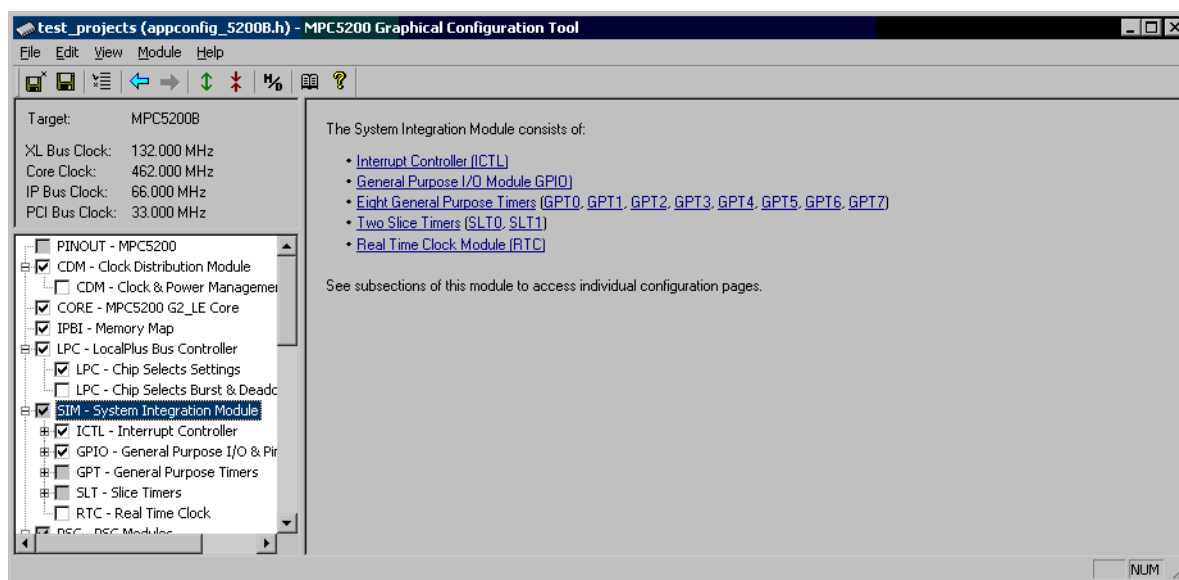 test_projects (appconfig_5200B.h) - MPC5200 Graphical Configuration Tool
File Edit View Module Help
H/D
Target: MPC5200B
XL Bus Clock: 132.000 MHz
Core Clock: 462.000 MHz
IP Bus Clock: 66.000 MHz
PCI Bus Clock: 33.000 MHz
PINOUT - MPC5200
CDM - Clock Distribution Module
CDM - Clock & Power Managemer
CORE - MPC5200 G2_LE Core
IPBI - Memory Map
LPC - LocalPlus Bus Controller
LPC - Chip Selects Settings
LPC - Chip Selects Burst & Deadc
SIM - System Integration Module
ICTL - Interrupt Controller
GPIO - General Purpose I/O & Pir
GPT - General Purpose Timers
SLT - Slice Timers
RTC - Real Time Clock
PSC - PSC Modules
The System Integration Module consists of:
• Interrupt Controller (ICTL)
• General Purpose I/O Module GPIO)
• Eight General Purpose Timers (GPT0, GPT1, GPT2, GPT3, GPT4, GPT5, GPT6, GPT7)
• Two Slice Timers (SLT0, SLT1)
• Real Time Clock Module (RTC)
See subsections of this module to access individual configuration pages.
NUM